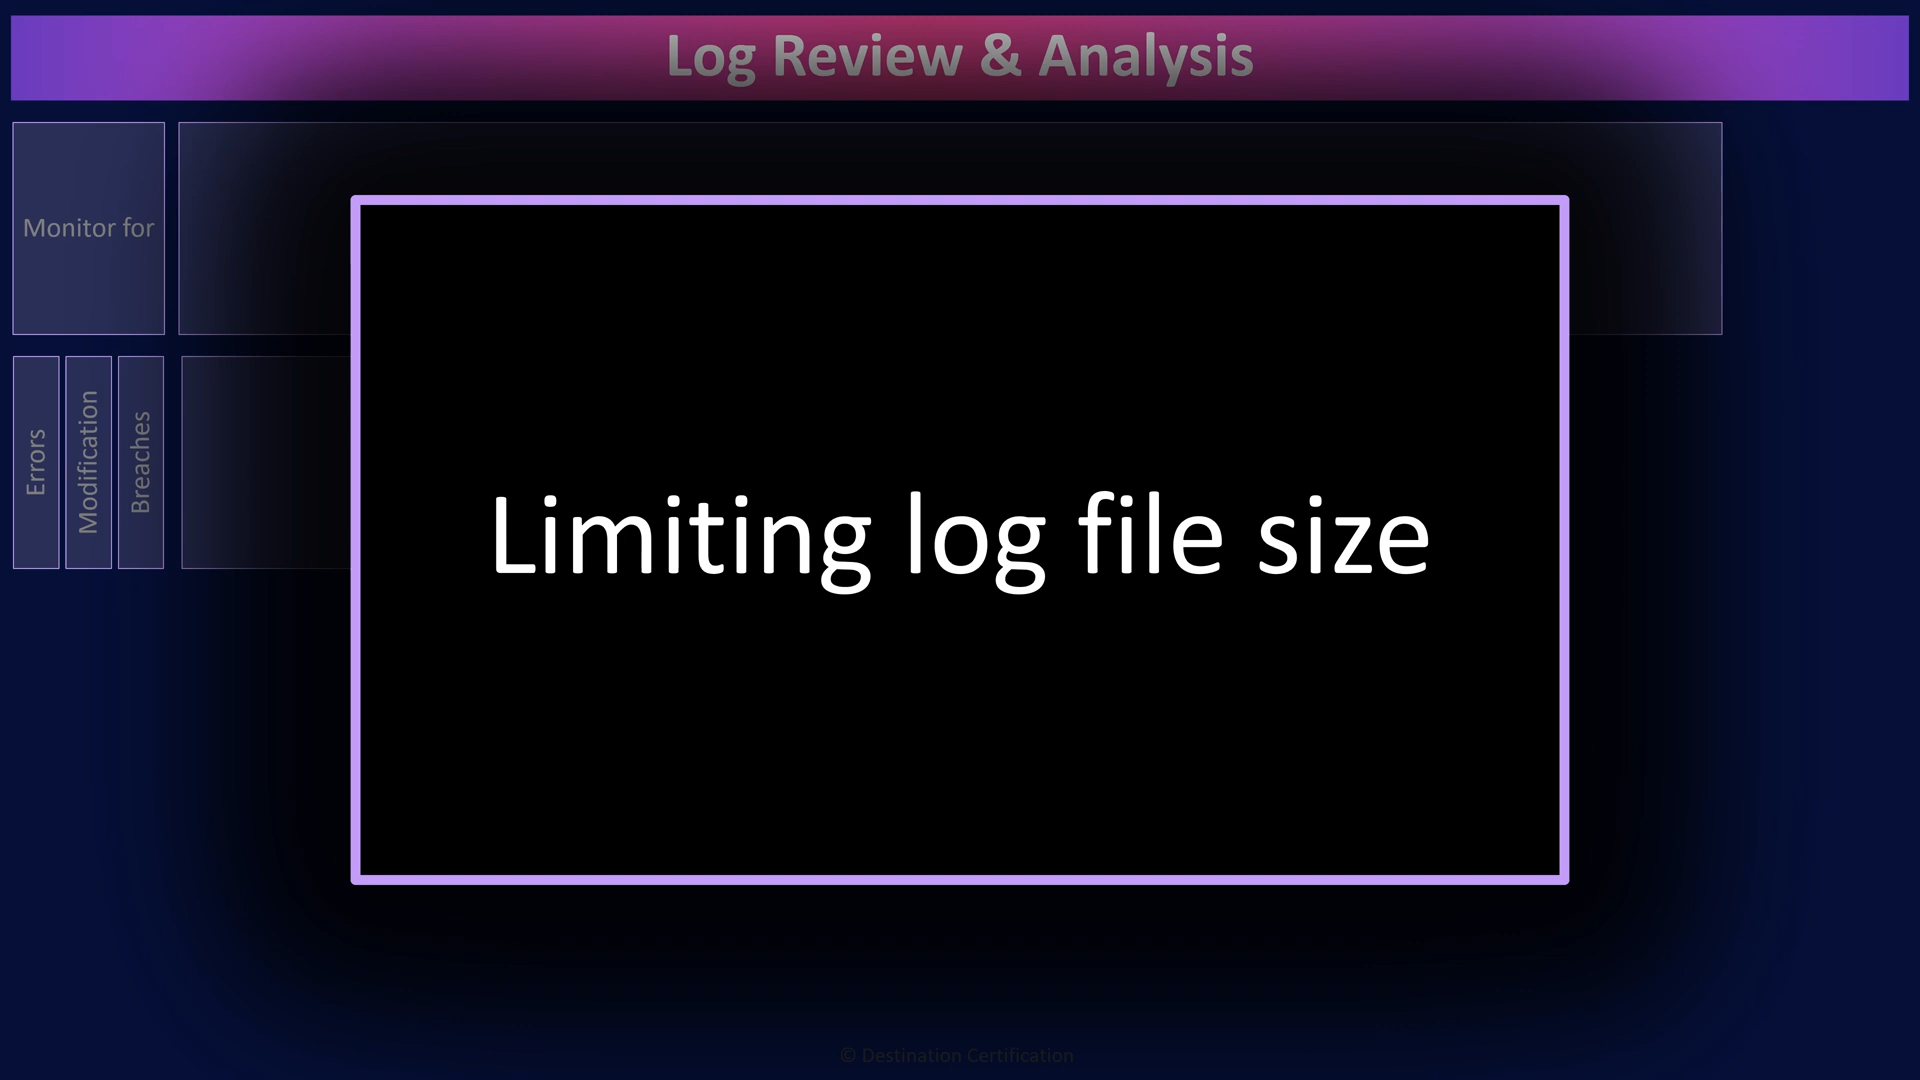 Log Review & Analysis
Monitor for
Errors
Modification
Breaches
Limiting log file size
© Destination Certification